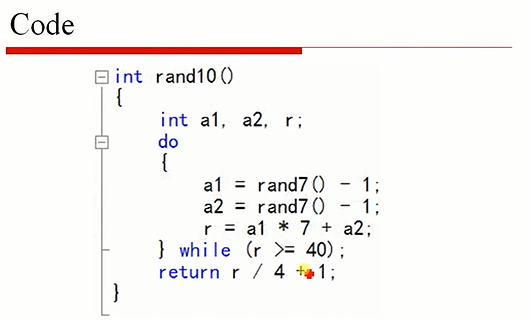 Code
int rand10()
{
int a1, a2, r;
do
{
a1 = rand7() - 1;
a2 = rand7() - 1;
r = a1 * 7 + a2;
} while (r >= 40);
return r / 4 + 1;
}